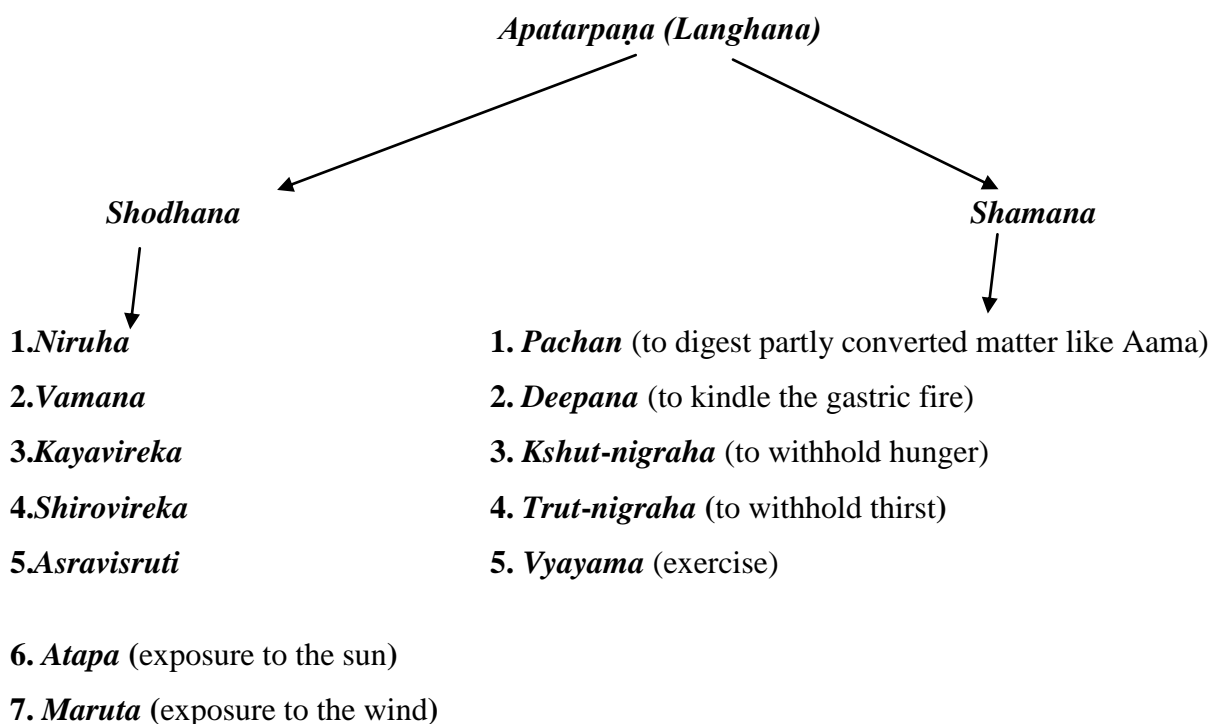 Apatarpaṇa (Langhana)
Shodhana
Shamana
1.Niruha
2.Vamana
3.Kayavireka
4.Shirovireka
5.Asravisruti
1. Pachan (to digest partly converted matter like Aama)
2. Deepana (to kindle the gastric fire)
3. Kshut-nigraha (to withhold hunger)
4. Trut-nigraha (to withhold thirst)
5. Vyayama (exercise)
6. Atapa (exposure to the sun)
7. Maruta (exposure to the wind)